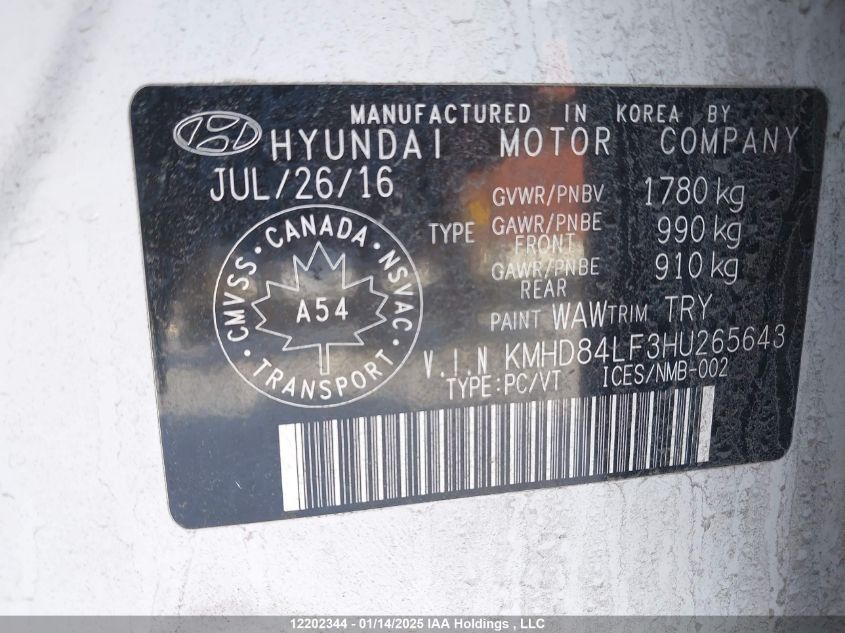 MANUFACTURED IN KOREA BY
HYUNDAI MOTOR COMPANY
JUL/26/16
GVWR/PNBV 1780 kg
TYPE GAWR/PNBE FRONT 990 kg
GAWR/PNBE REAR 910 kg
PAINT WAW TRIM TRY
V.I.N KMHD84LF3HU265643
TYPE:PC/VT ICES/NMB-002
CMVSS · CANADA · NSVAC · TRANSPORT ·
A54
12202344 - 01/14/2025 IAA Holdings , LLC